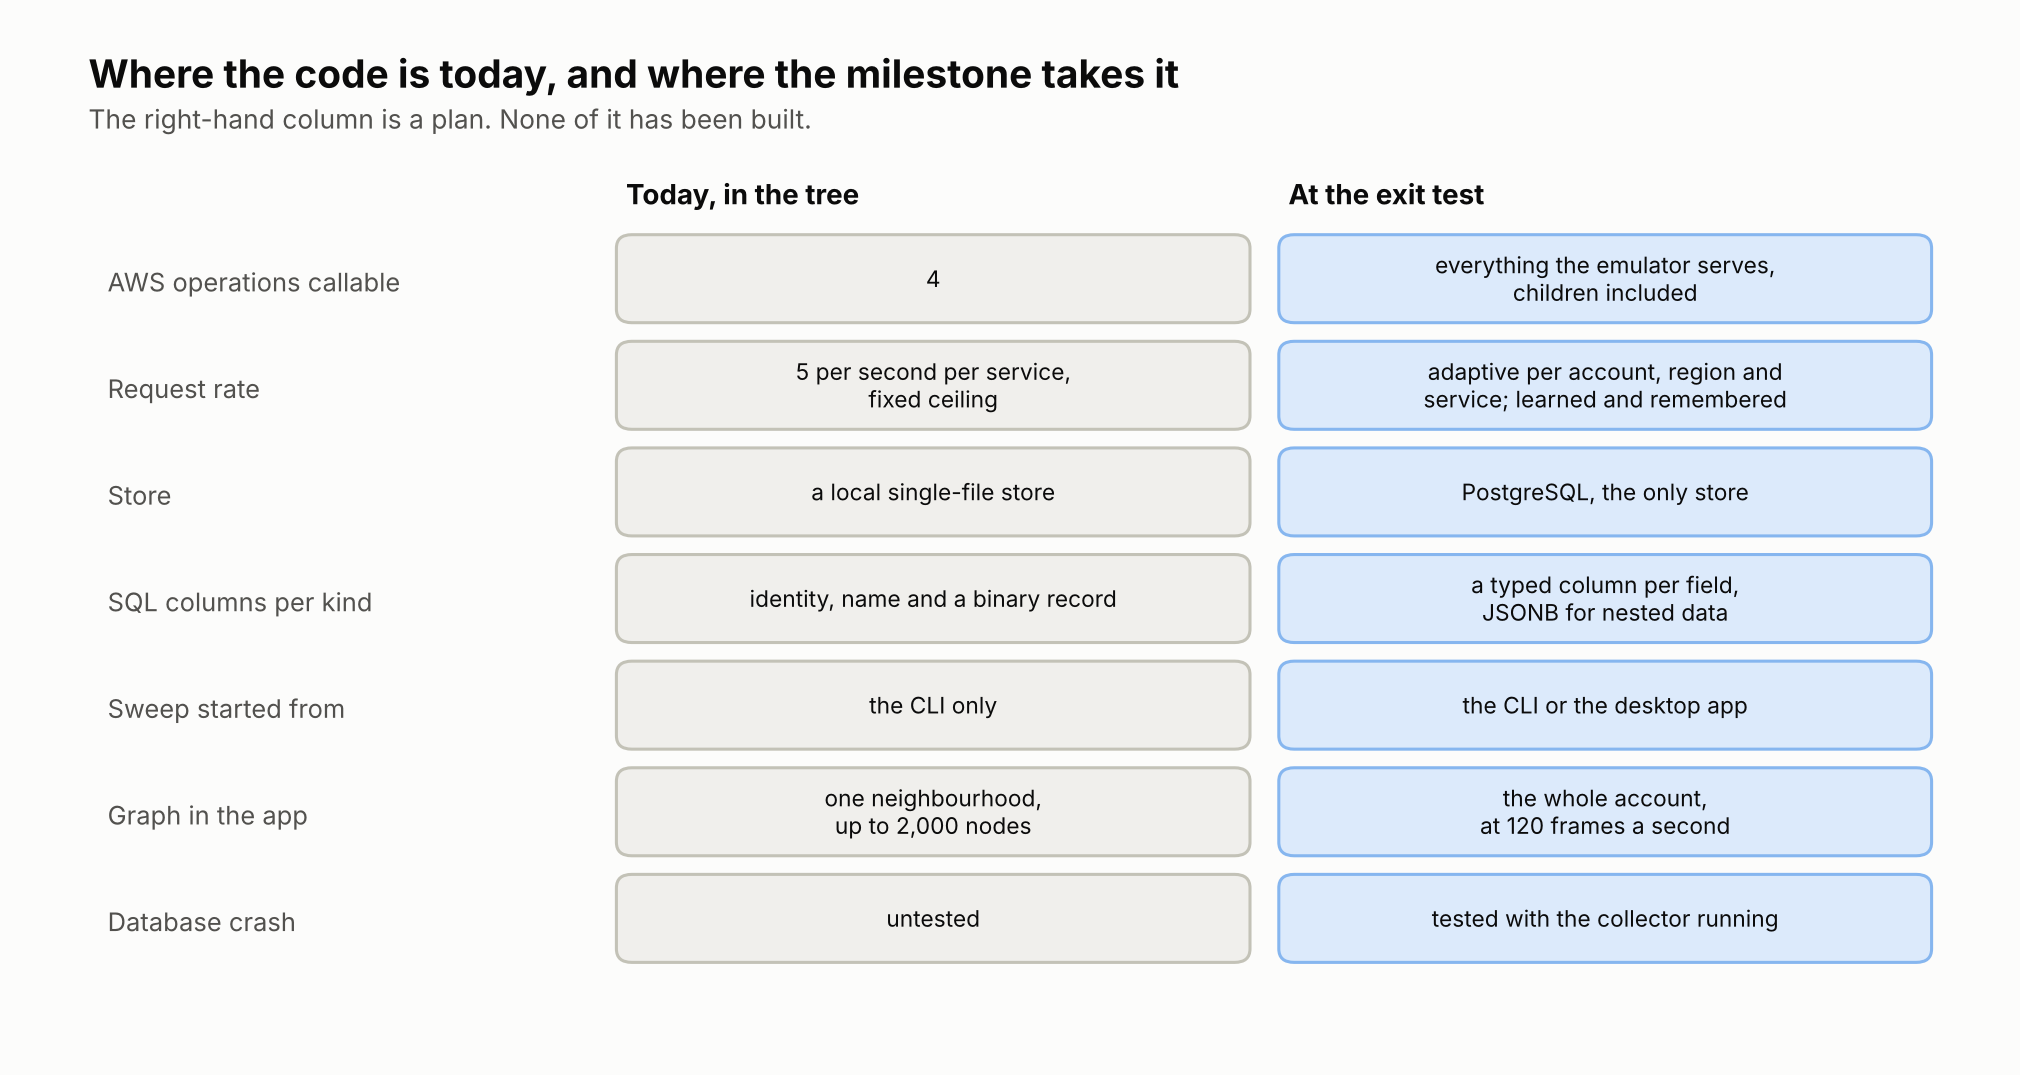 Where the code is today, and where the milestone takes it
The right-hand column is a plan. None of it has been built.
Today, in the tree
At the exit test
AWS operations callable
4
everything the emulator serves,
children included
Request rate
5 per second per service,
fixed ceiling
adaptive per account, region and
service; learned and remembered
Store
a local single-file store
PostgreSQL, the only store
SQL columns per kind
identity, name and a binary record
a typed column per field,
JSONB for nested data
Sweep started from
the CLI only
the CLI or the desktop app
Graph in the app
one neighbourhood,
up to 2,000 nodes
the whole account,
at 120 frames a second
Database crash
untested
tested with the collector running